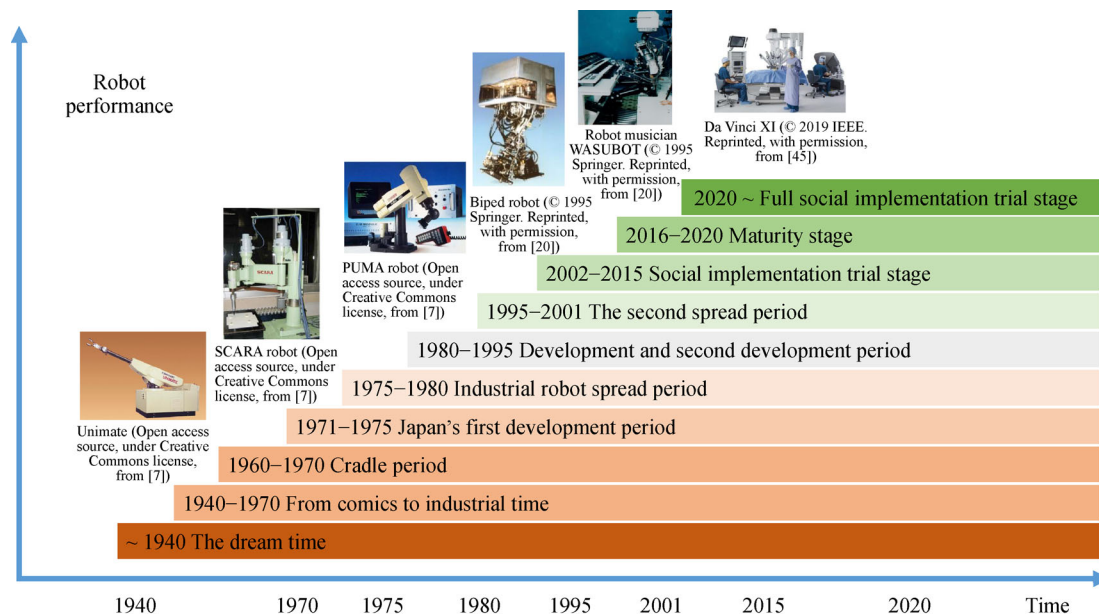 Robot
performance
Robot musician
WASUBOT (© 1995
Springer. Reprinted,
with permission,
from [20])
Da Vinci XI (© 2019 IEEE.
Reprinted, with permission,
from [45])
Biped robot (© 1995
Springer. Reprinted,
with permission,
from [20])
PUMA robot (Open
access source, under
Creative Commons
license, from [7])
SCARA robot (Open
access source, under
Creative Commons
license, from [7])
Unimate (Open access
source, under Creative
Commons license,
from [7])
2020 ~ Full social implementation trial stage
2016−2020 Maturity stage
2002−2015 Social implementation trial stage
1995−2001 The second spread period
1980−1995 Development and second development period
1975−1980 Industrial robot spread period
1971−1975 Japan’s first development period
1960−1970 Cradle period
1940−1970 From comics to industrial time
~ 1940 The dream time
1940 1970 1975 1980 1995 2001 2015 2020 Time